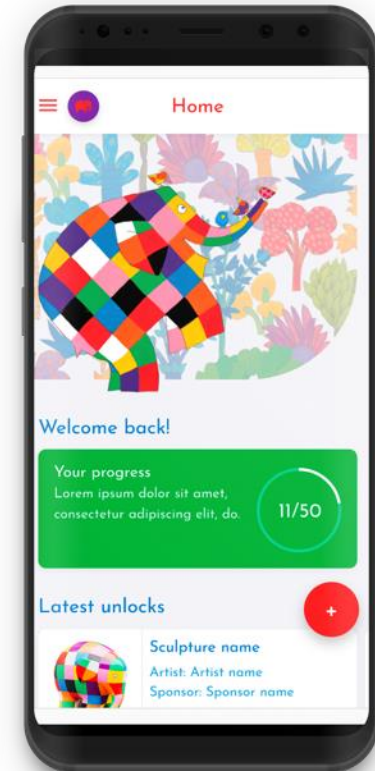 Home
Welcome back!
Your progress
Lorem ipsum dolor sit amet,
consectetur adipiscing elit, do.
11/50
Latest unlocks
+
Sculpture name
Artist: Artist name
Sponsor: Sponsor name